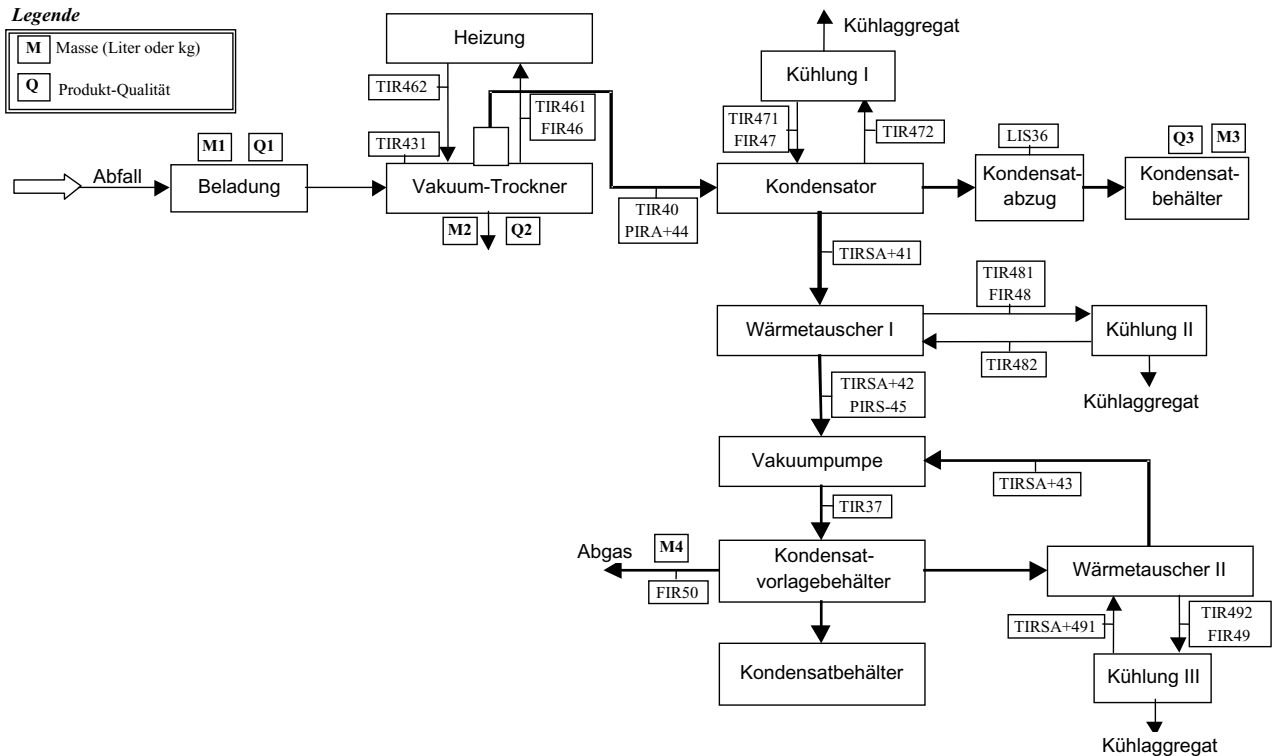 Legende
M Masse (Liter oder kg)
Q Produkt-Qualität
Heizung
TIR462
TIR461
FIR46
TIR431
Kühlaggregat
Kühlung I
TIR471
FIR47
TIR472
M1 Q1
Abfall
Beladung
Vakuum-Trockner
M2 Q2
TIR40
PIRA+44
Kondensator
LIS36
Kondensat-
abzug
Q3 M3
Kondensat-
behälter
TIRSA+41
Wärmetauscher I
TIR481
FIR48
TIR482
Kühlung II
Kühlaggregat
TIRSA+42
PIRS-45
Vakuumpumpe
TIRSA+43
TIR37
Abgas
M4
FIR50
Kondensat-
vorlagebehälter
Wärmetauscher II
TIRSA+491
TIR492
FIR49
Kondensatbehälter
Kühlung III
Kühlaggregat